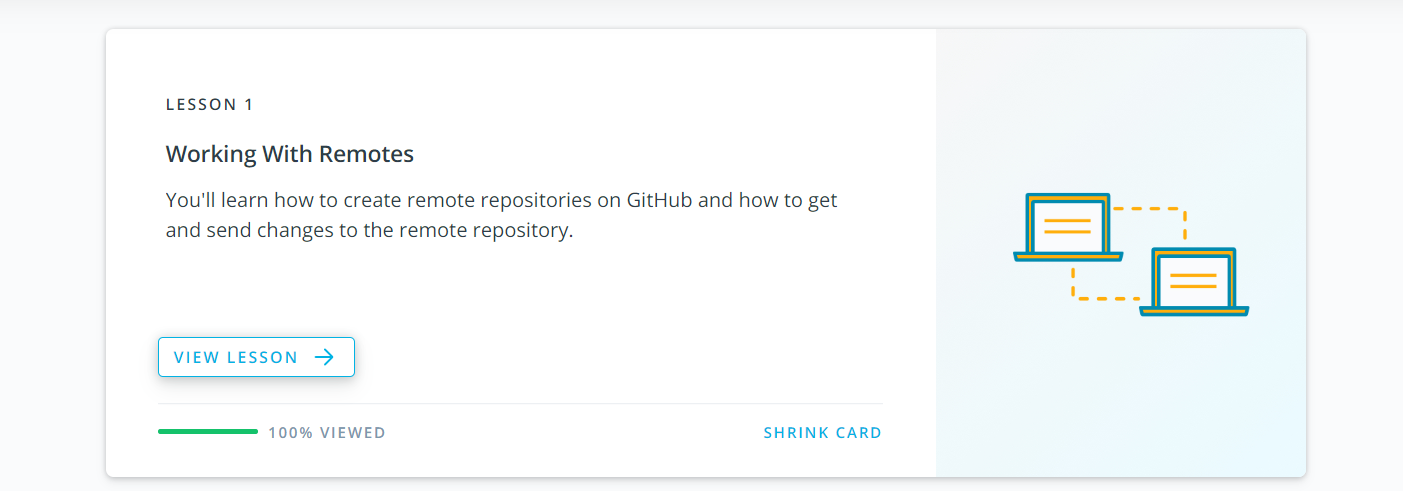 LESSON 1
Working With Remotes
You'll learn how to create remote repositories on GitHub and how to get
and send changes to the remote repository.
VIEW LESSON
100% VIEWED
SHRINK CARD